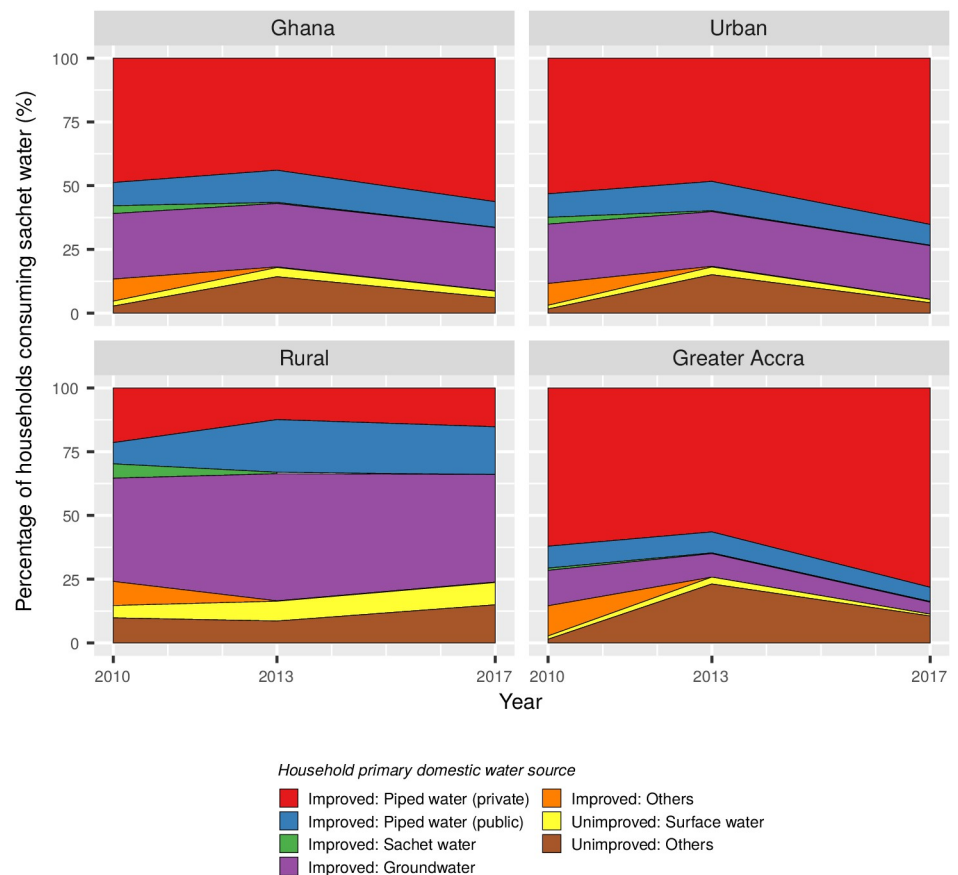 Ghana
Urban
Percentage of households consuming sachet water (%)
100
75
50
25
0
Rural
Greater Accra
100
75
50
25
0
2010 2013 2017 2010 2013 2017
Year
Household primary domestic water source
Improved: Piped water (private)
Improved: Piped water (public)
Improved: Sachet water
Improved: Groundwater
Improved: Others
Unimproved: Surface water
Unimproved: Others